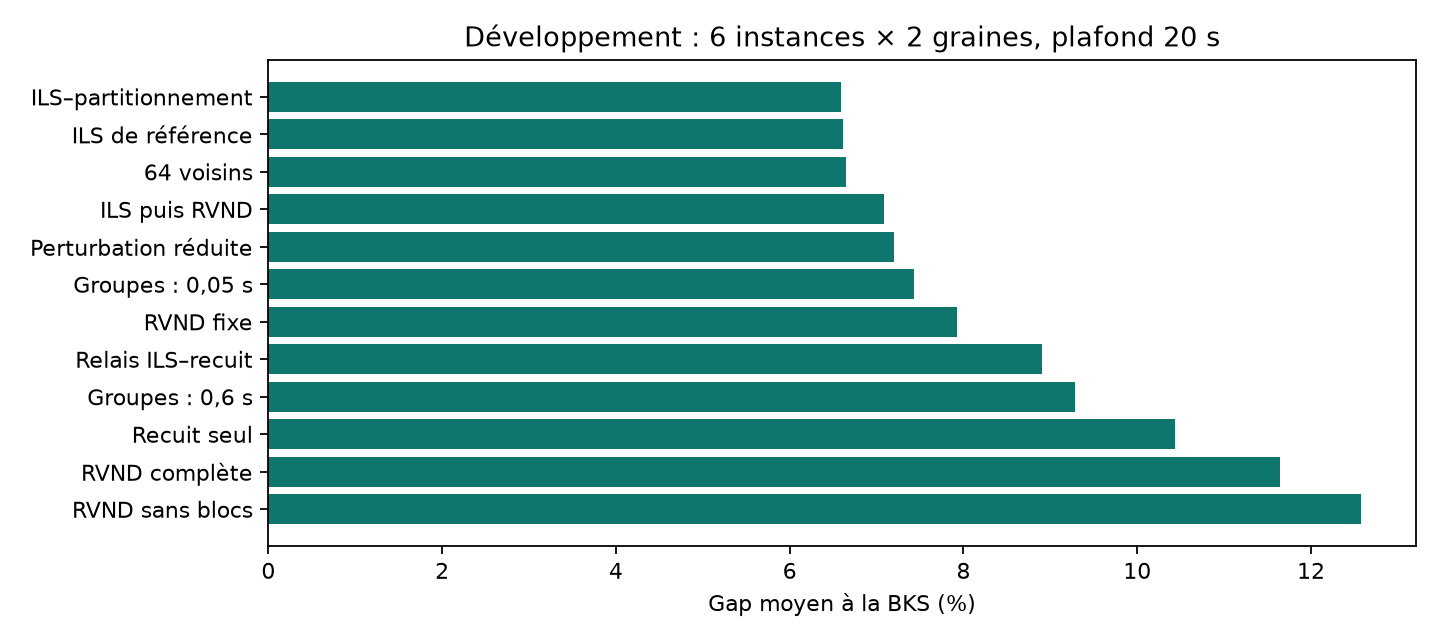 Développement : 6 instances × 2 graines, plafond 20 s
ILS–partitionnement
ILS de référence
64 voisins
ILS puis RVND
Perturbation réduite
Groupes : 0,05 s
RVND fixe
Relais ILS–recuit
Groupes : 0,6 s
Recuit seul
RVND complète
RVND sans blocs
0 2 4 6 8 10 12
Gap moyen à la BKS (%)